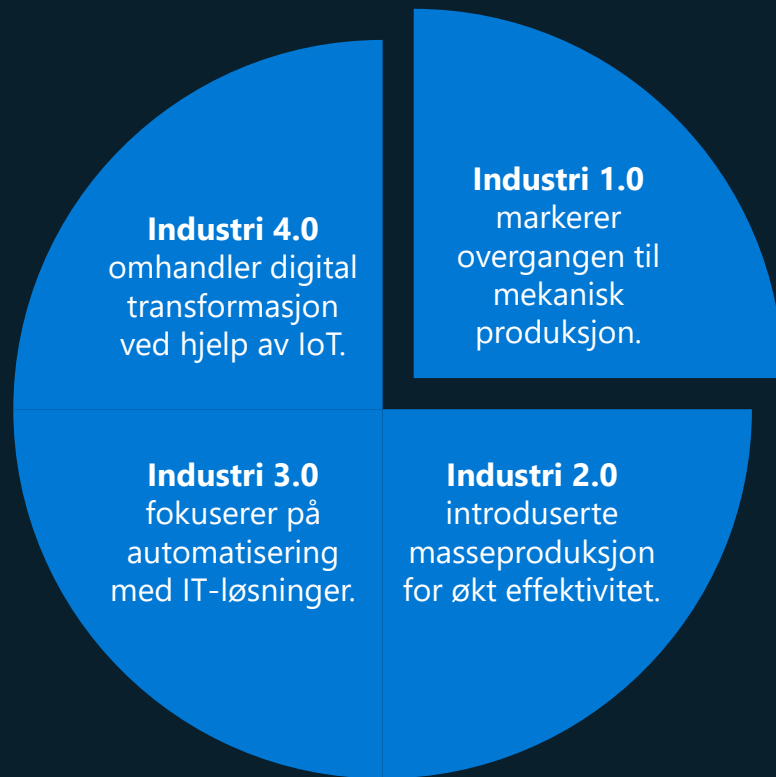 Industri 1.0
markerer
overgangen til
mekanisk
produksjon.
Industri 2.0
introduserte
masseproduksjon
for økt effektivitet.
Industri 3.0
fokuserer på
automatisering
med IT-løsninger.
Industri 4.0
omhandler digital
transformasjon
ved hjelp av IoT.